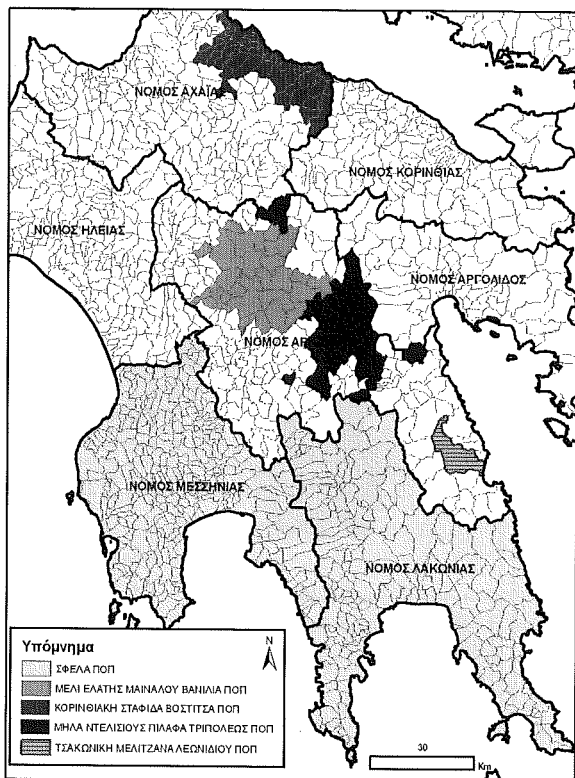 ΝΟΜΟΣ ΑΧΑΪΑΣ
ΝΟΜΟΣ ΚΟΡΙΝΘΙΑΣ
ΝΟΜΟΣ ΗΛΕΙΑΣ
ΝΟΜΟΣ ΑΡΓΟΛΙΔΟΣ
ΝΟΜΟΣ ΑΡ
ΝΟΜΟΣ ΜΕΣΣΗΝΙΑΣ
ΝΟΜΟΣ ΛΑΚΩΝΙΑΣ
Υπόμνημα
N
ΣΦΕΛΑ ΠΟΠ
ΜΕΛΙ ΕΛΑΤΗΣ ΜΑΙΝΑΛΟΥ ΒΑΝΙΛΙΑ ΠΟΠ
ΚΟΡΙΝΘΙΑΚΗ ΣΤΑΦΙΔΑ ΒΟΣΤΙΤΣΑ ΠΟΠ
ΜΗΛΑ ΝΤΕΛΙΣΙΟΥΣ ΠΙΛΑΦΑ ΤΡΙΠΟΛΕΩΣ ΠΟΠ
ΤΣΑΚΩΝΙΚΗ ΜΕΛΙΤΖΑΝΑ ΛΕΩΝΙΔΙΟΥ ΠΟΠ
30
Km